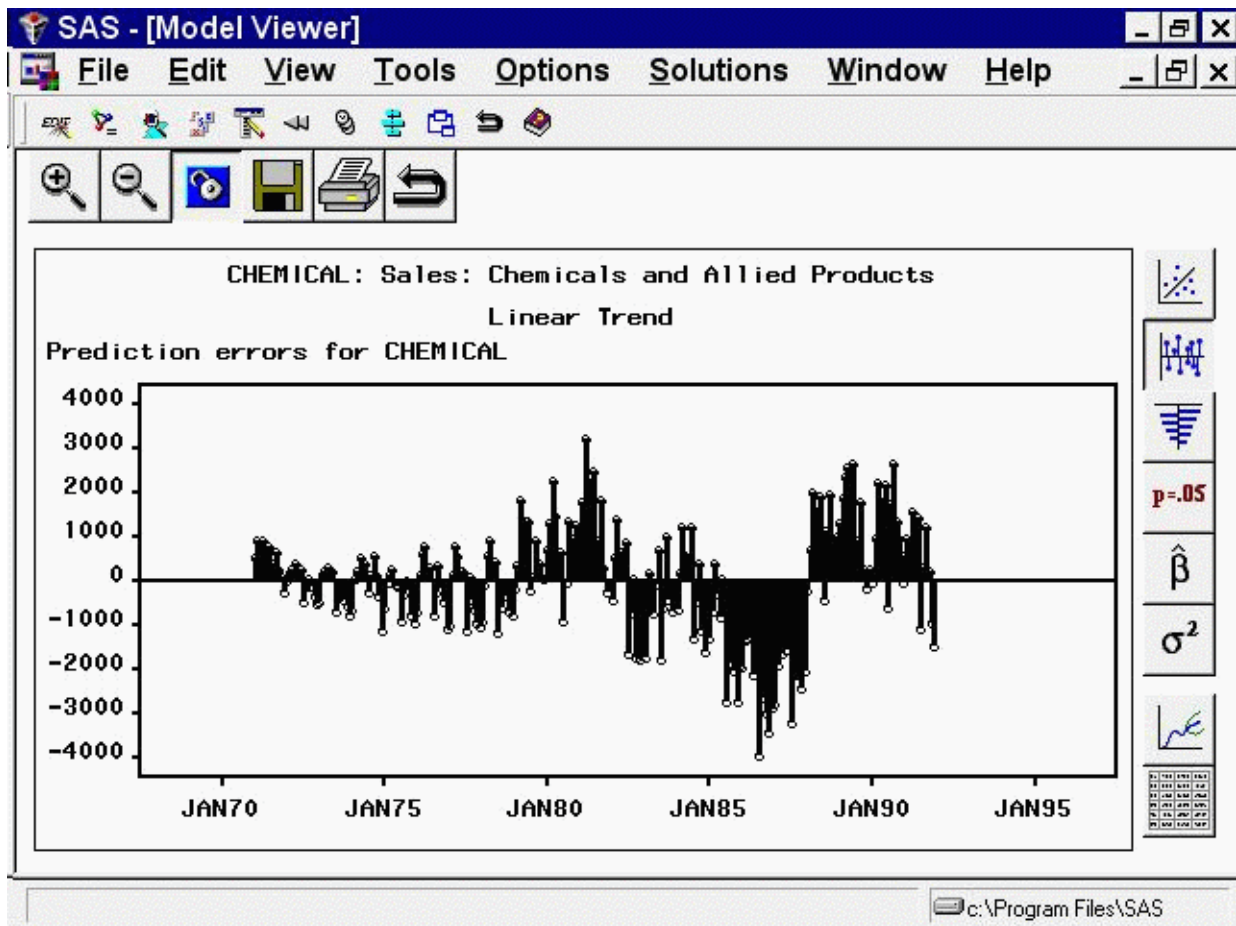 SAS - [Model Viewer]
File Edit View Tools Options Solutions Window Help
CHEMICAL: Sales: Chemicals and Allied Products
Linear Trend
Prediction errors for CHEMICAL
4000
3000
2000
1000
0
-1000
-2000
-3000
-4000
JAN70 JAN75 JAN80 JAN85 JAN90 JAN95
p=.05
β̂
σ²
c:\Program Files\SAS